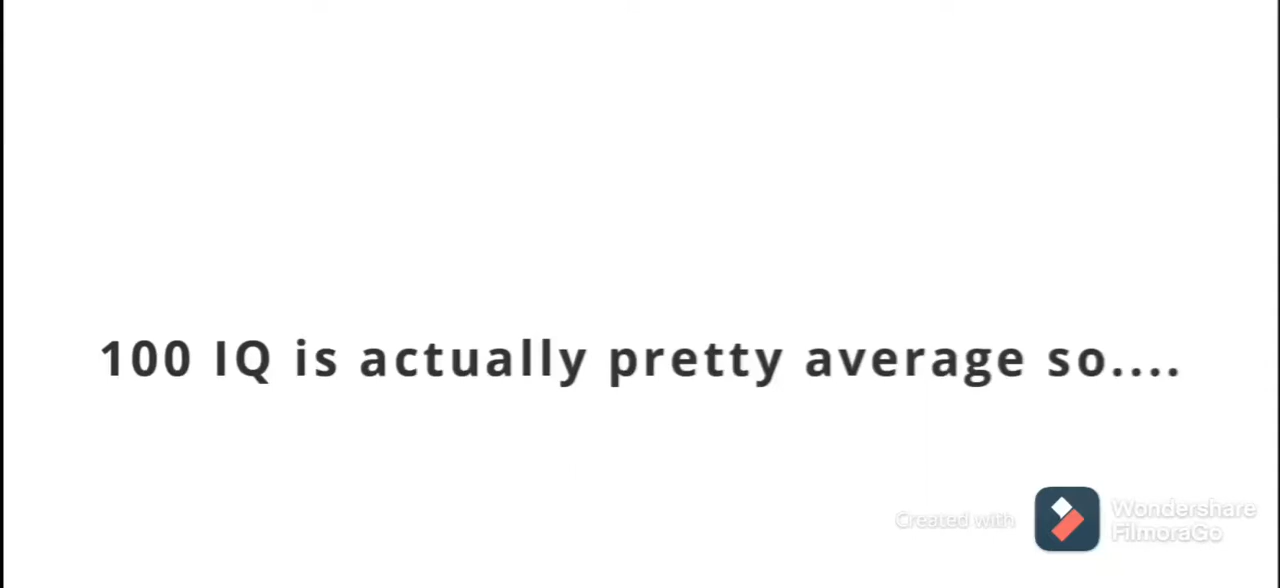 100 IQ is actually pretty average so....
Created with
Wondershare
FilmoraGo